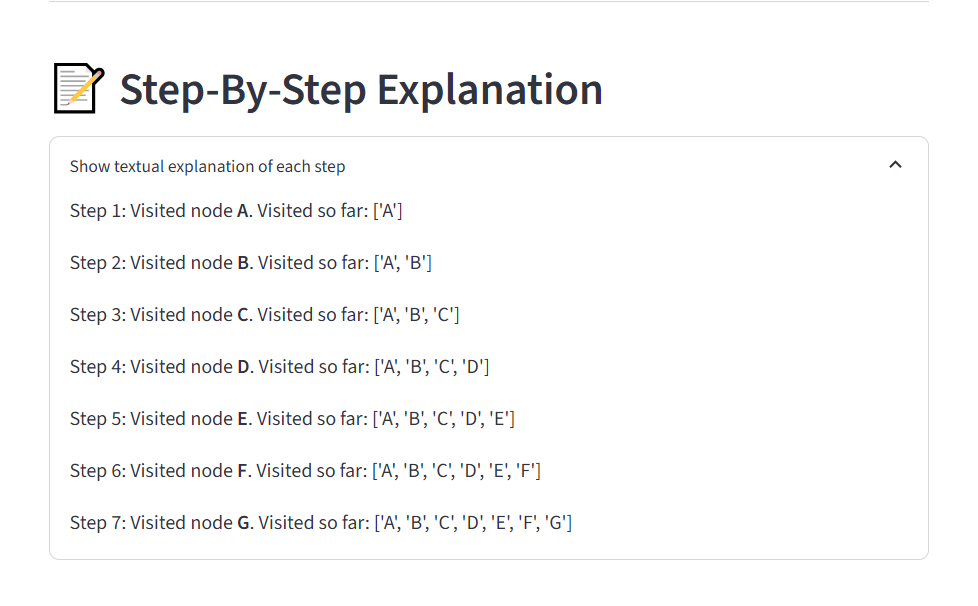 Step-By-Step Explanation
Show textual explanation of each step
Step 1: Visited node A. Visited so far: ['A']
Step 2: Visited node B. Visited so far: ['A', 'B']
Step 3: Visited node C. Visited so far: ['A', 'B', 'C']
Step 4: Visited node D. Visited so far: ['A', 'B', 'C', 'D']
Step 5: Visited node E. Visited so far: ['A', 'B', 'C', 'D', 'E']
Step 6: Visited node F. Visited so far: ['A', 'B', 'C', 'D', 'E', 'F']
Step 7: Visited node G. Visited so far: ['A', 'B', 'C', 'D', 'E', 'F', 'G']